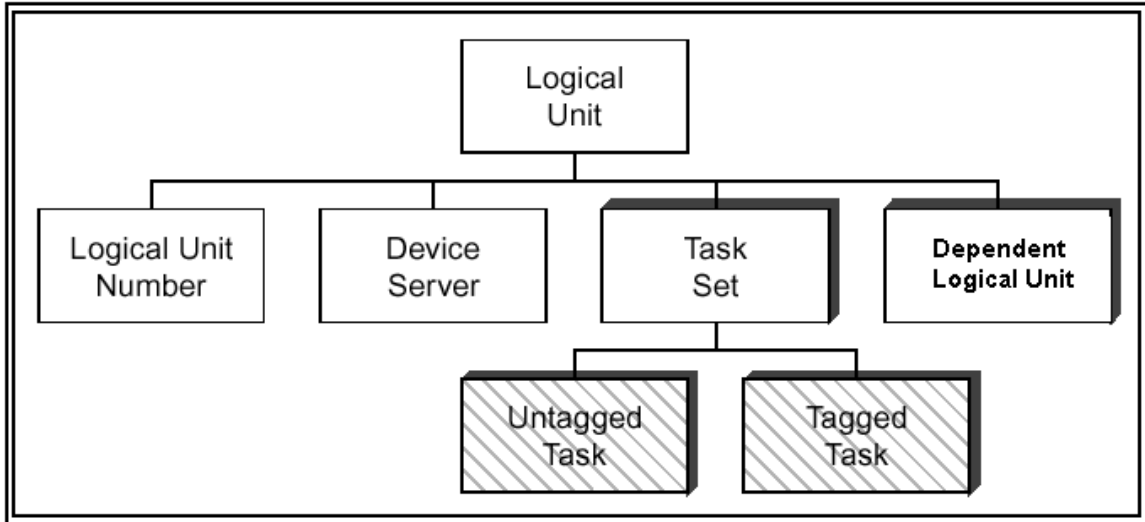 Logical
Unit
Logical Unit
Number
Device
Server
Task
Set
Dependent
Logical Unit
Untagged
Task
Tagged
Task